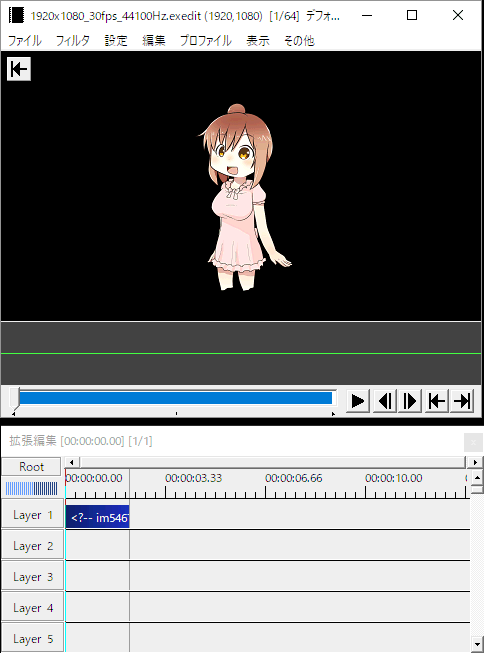 1920x1080_30fps_44100Hz.exedit (1920,1080) [1/64] デフォ...
ファイル フィルタ 設定 編集 プロファイル 表示 その他
拡張編集 [00:00:00.00] [1/1]
Root
00:00:00.00 00:00:03.33 00:00:06.66 00:00:10.00
Layer 1 <?-- im546
Layer 2
Layer 3
Layer 4
Layer 5